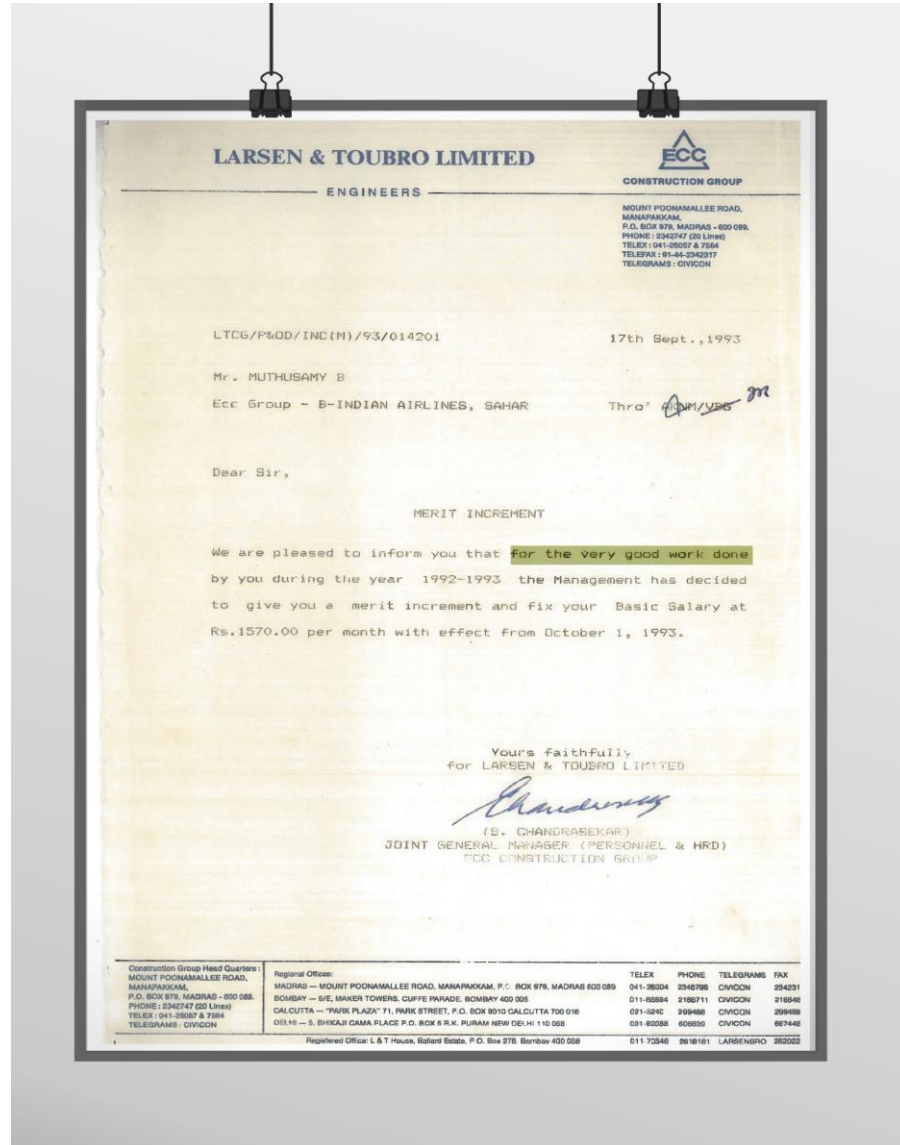 LARSEN & TOUBRO LIMITED
ENGINEERS
ECC
CONSTRUCTION GROUP
MOUNT POONAMALLEE ROAD,
MANAPAKKAM,
P.O. BOX 979, MADRAS - 600 089.
PHONE : 2342747 (20 Lines)
TELEX : 041-26057 & 7564
TELEFAX : 91-44-2342317
TELEGRAMS : CIVICON
LTCG/P&OD/INC(M)/93/014201
17th Sept.,1993
Mr. MUTHUSAMY B
Ecc Group - B-INDIAN AIRLINES, SAHAR
Thro'
Dear Sir,
MERIT INCREMENT
We are pleased to inform you that for the very good work done
by you during the year 1992-1993 the Management has decided
to give you a merit increment and fix your Basic Salary at
Rs.1570.00 per month with effect from October 1, 1993.
Yours faithfully
for LARSEN & TOUBRO LIMITED
(S. CHANDRASEKAR)
JOINT GENERAL MANAGER (PERSONNEL & HRD)
ECC CONSTRUCTION GROUP
Construction Group Head Quarters :
MOUNT POONAMALLEE ROAD,
MANAPAKKAM,
P.O. BOX 979, MADRAS - 600 089.
PHONE : 2342747 (20 Lines)
TELEX : 041-26057 & 7564
TELEGRAMS : CIVICON
Regional Offices: TELEX PHONE TELEGRAMS FAX
MADRAS — MOUNT POONAMALLEE ROAD, MANAPAKKAM, P.O. BOX 979, MADRAS 600 089 041-26004 2346795 CIVICON 234231
BOMBAY — 6/E, MAKER TOWERS, CUFFE PARADE, BOMBAY 400 005 2186711 CIVICON
CALCUTTA — "PARK PLAZA" 71, PARK STREET, P.O. BOX 9010 CALCUTTA 700 016 299488 CIVICON
DELHI — 5, BHIKAJI CAMA PLACE P.O. BOX 5 R.K. PURAM NEW DELHI 110 066 CIVICON 687448
Registered Office: L & T House, Ballard Estate, P.O. Box 278, Bombay 400 038 LARSENBRO 262022